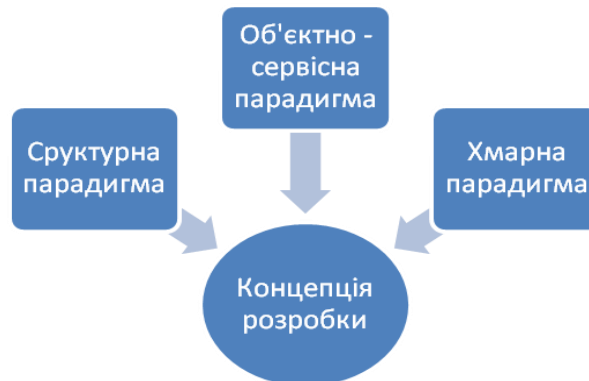 Об'єктно -
сервісна
парадигма
Сруктурна
парадигма
Хмарна
парадигма
Концепція
розробки